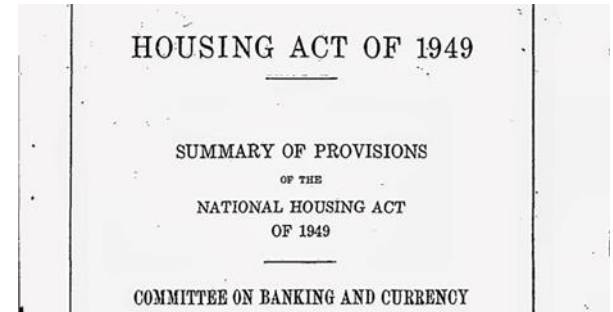 HOUSING ACT OF 1949
SUMMARY OF PROVISIONS
OF THE
NATIONAL HOUSING ACT
OF 1949
COMMITTEE ON BANKING AND CURRENCY